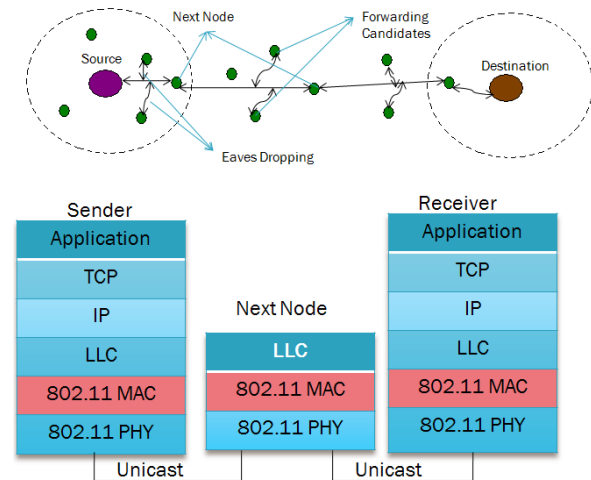 Next Node
Forwarding
Candidates
Source
Destination
Eaves Dropping
Sender
Application
TCP
IP
LLC
802.11 MAC
802.11 PHY
Next Node
LLC
802.11 MAC
802.11 PHY
Receiver
Application
TCP
IP
LLC
802.11 MAC
802.11 PHY
Unicast
Unicast